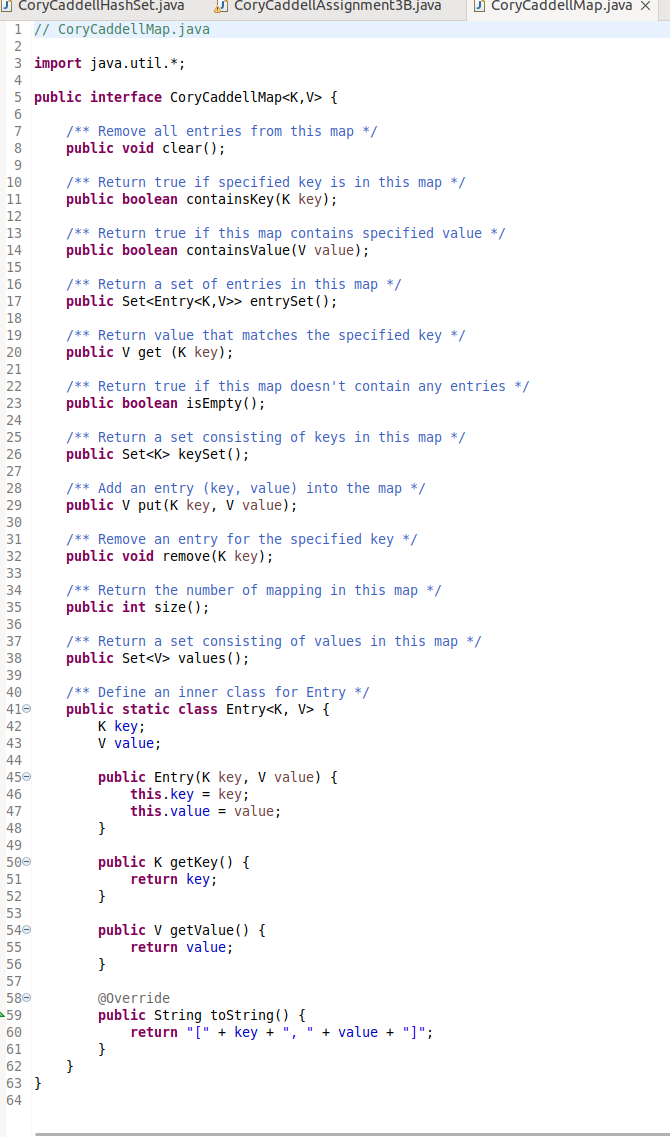 CoryCaddellHashSet.java CoryCaddellAssignment3B.java CoryCaddellMap.java
1 // CoryCaddellMap.java
2
3 import java.util.*;
4
5 public interface CoryCaddellMap<K,V> {
6
7     /** Remove all entries from this map */
8     public void clear();
9
10     /** Return true if specified key is in this map */
11     public boolean containsKey(K key);
12
13     /** Return true if this map contains specified value */
14     public boolean containsValue(V value);
15
16     /** Return a set of entries in this map */
17     public Set<Entry<K,V>> entrySet();
18
19     /** Return value that matches the specified key */
20     public V get (K key);
21
22     /** Return true if this map doesn't contain any entries */
23     public boolean isEmpty();
24
25     /** Return a set consisting of keys in this map */
26     public Set<K> keySet();
27
28     /** Add an entry (key, value) into the map */
29     public V put(K key, V value);
30
31     /** Remove an entry for the specified key */
32     public void remove(K key);
33
34     /** Return the number of mapping in this map */
35     public int size();
36
37     /** Return a set consisting of values in this map */
38     public Set<V> values();
39
40     /** Define an inner class for Entry */
41     public static class Entry<K, V> {
42         K key;
43         V value;
44
45         public Entry(K key, V value) {
46             this.key = key;
47             this.value = value;
48         }
49
50         public K getKey() {
51             return key;
52         }
53
54         public V getValue() {
55             return value;
56         }
57
58         @Override
59         public String toString() {
60             return "[" + key + ", " + value + "]";
61         }
62     }
63 }
64